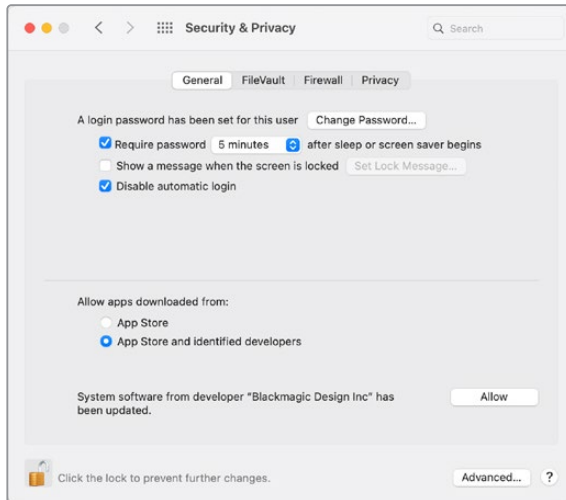 Security & Privacy
Search
General FileVault Firewall Privacy
A login password has been set for this user Change Password...
Require password 5 minutes after sleep or screen saver begins
Show a message when the screen is locked Set Lock Message...
Disable automatic login
Allow apps downloaded from:
App Store
App Store and identified developers
System software from developer "Blackmagic Design Inc" has
been updated.
Allow
Click the lock to prevent further changes.
Advanced... ?